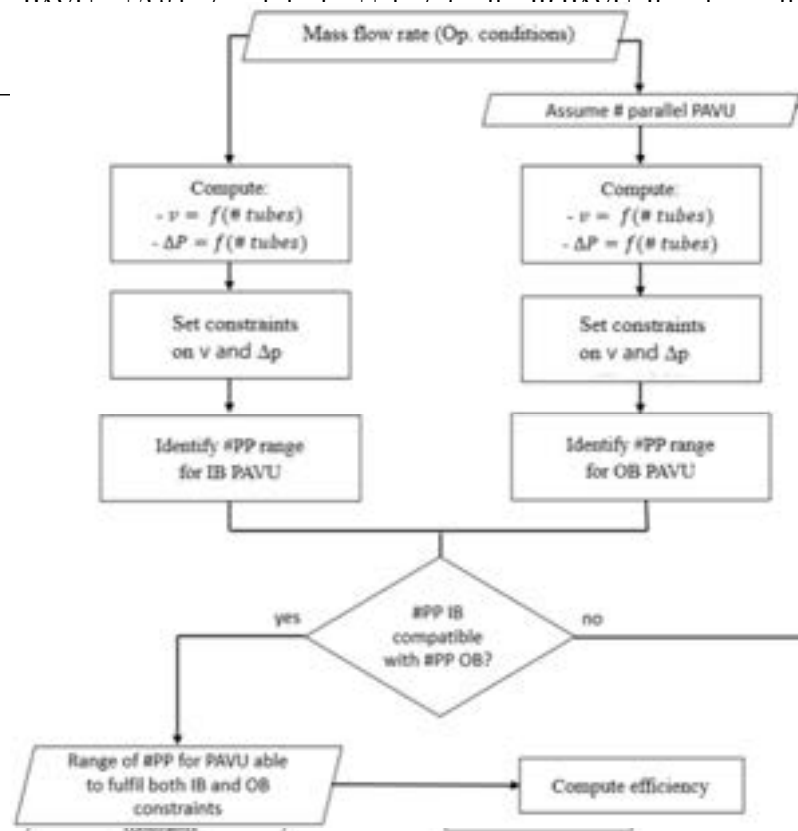 Mass flow rate (Op. conditions)
Assume # parallel PAVU
Compute:
- v = f(# tubes)
- ΔP = f(# tubes)
Compute:
- v = f(# tubes)
- ΔP = f(# tubes)
Set constraints
on v and Δp
Set constraints
on v and Δp
Identify #PP range
for IB PAVU
Identify #PP range
for OB PAVU
yes
#PP IB
compatible
with #PP OB?
no
Range of #PP for PAVU able
to fulfil both IB and OB
constraints
Compute efficiency